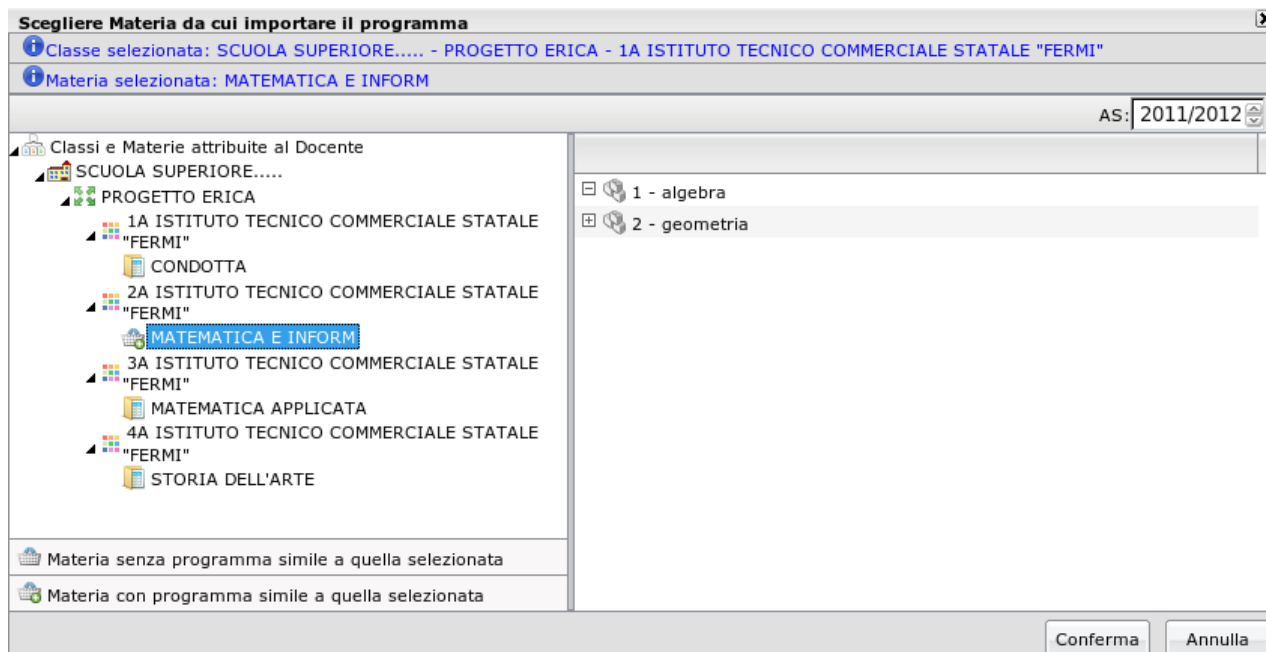 Scegliere Materia da cui importare il programma
Classe selezionata: SCUOLA SUPERIORE..... - PROGETTO ERICA - 1A ISTITUTO TECNICO COMMERCIALE STATALE "FERMI"
Materia selezionata: MATEMATICA E INFORM
AS: 2011/2012
Classi e Materie attribuite al Docente
SCUOLA SUPERIORE.....
PROGETTO ERICA
1A ISTITUTO TECNICO COMMERCIALE STATALE
"FERMI"
CONDOTTA
2A ISTITUTO TECNICO COMMERCIALE STATALE
"FERMI"
MATEMATICA E INFORM
3A ISTITUTO TECNICO COMMERCIALE STATALE
"FERMI"
MATEMATICA APPLICATA
4A ISTITUTO TECNICO COMMERCIALE STATALE
"FERMI"
STORIA DELL'ARTE
Materia senza programma simile a quella selezionata
Materia con programma simile a quella selezionata
1 - algebra
2 - geometria
Conferma
Annulla